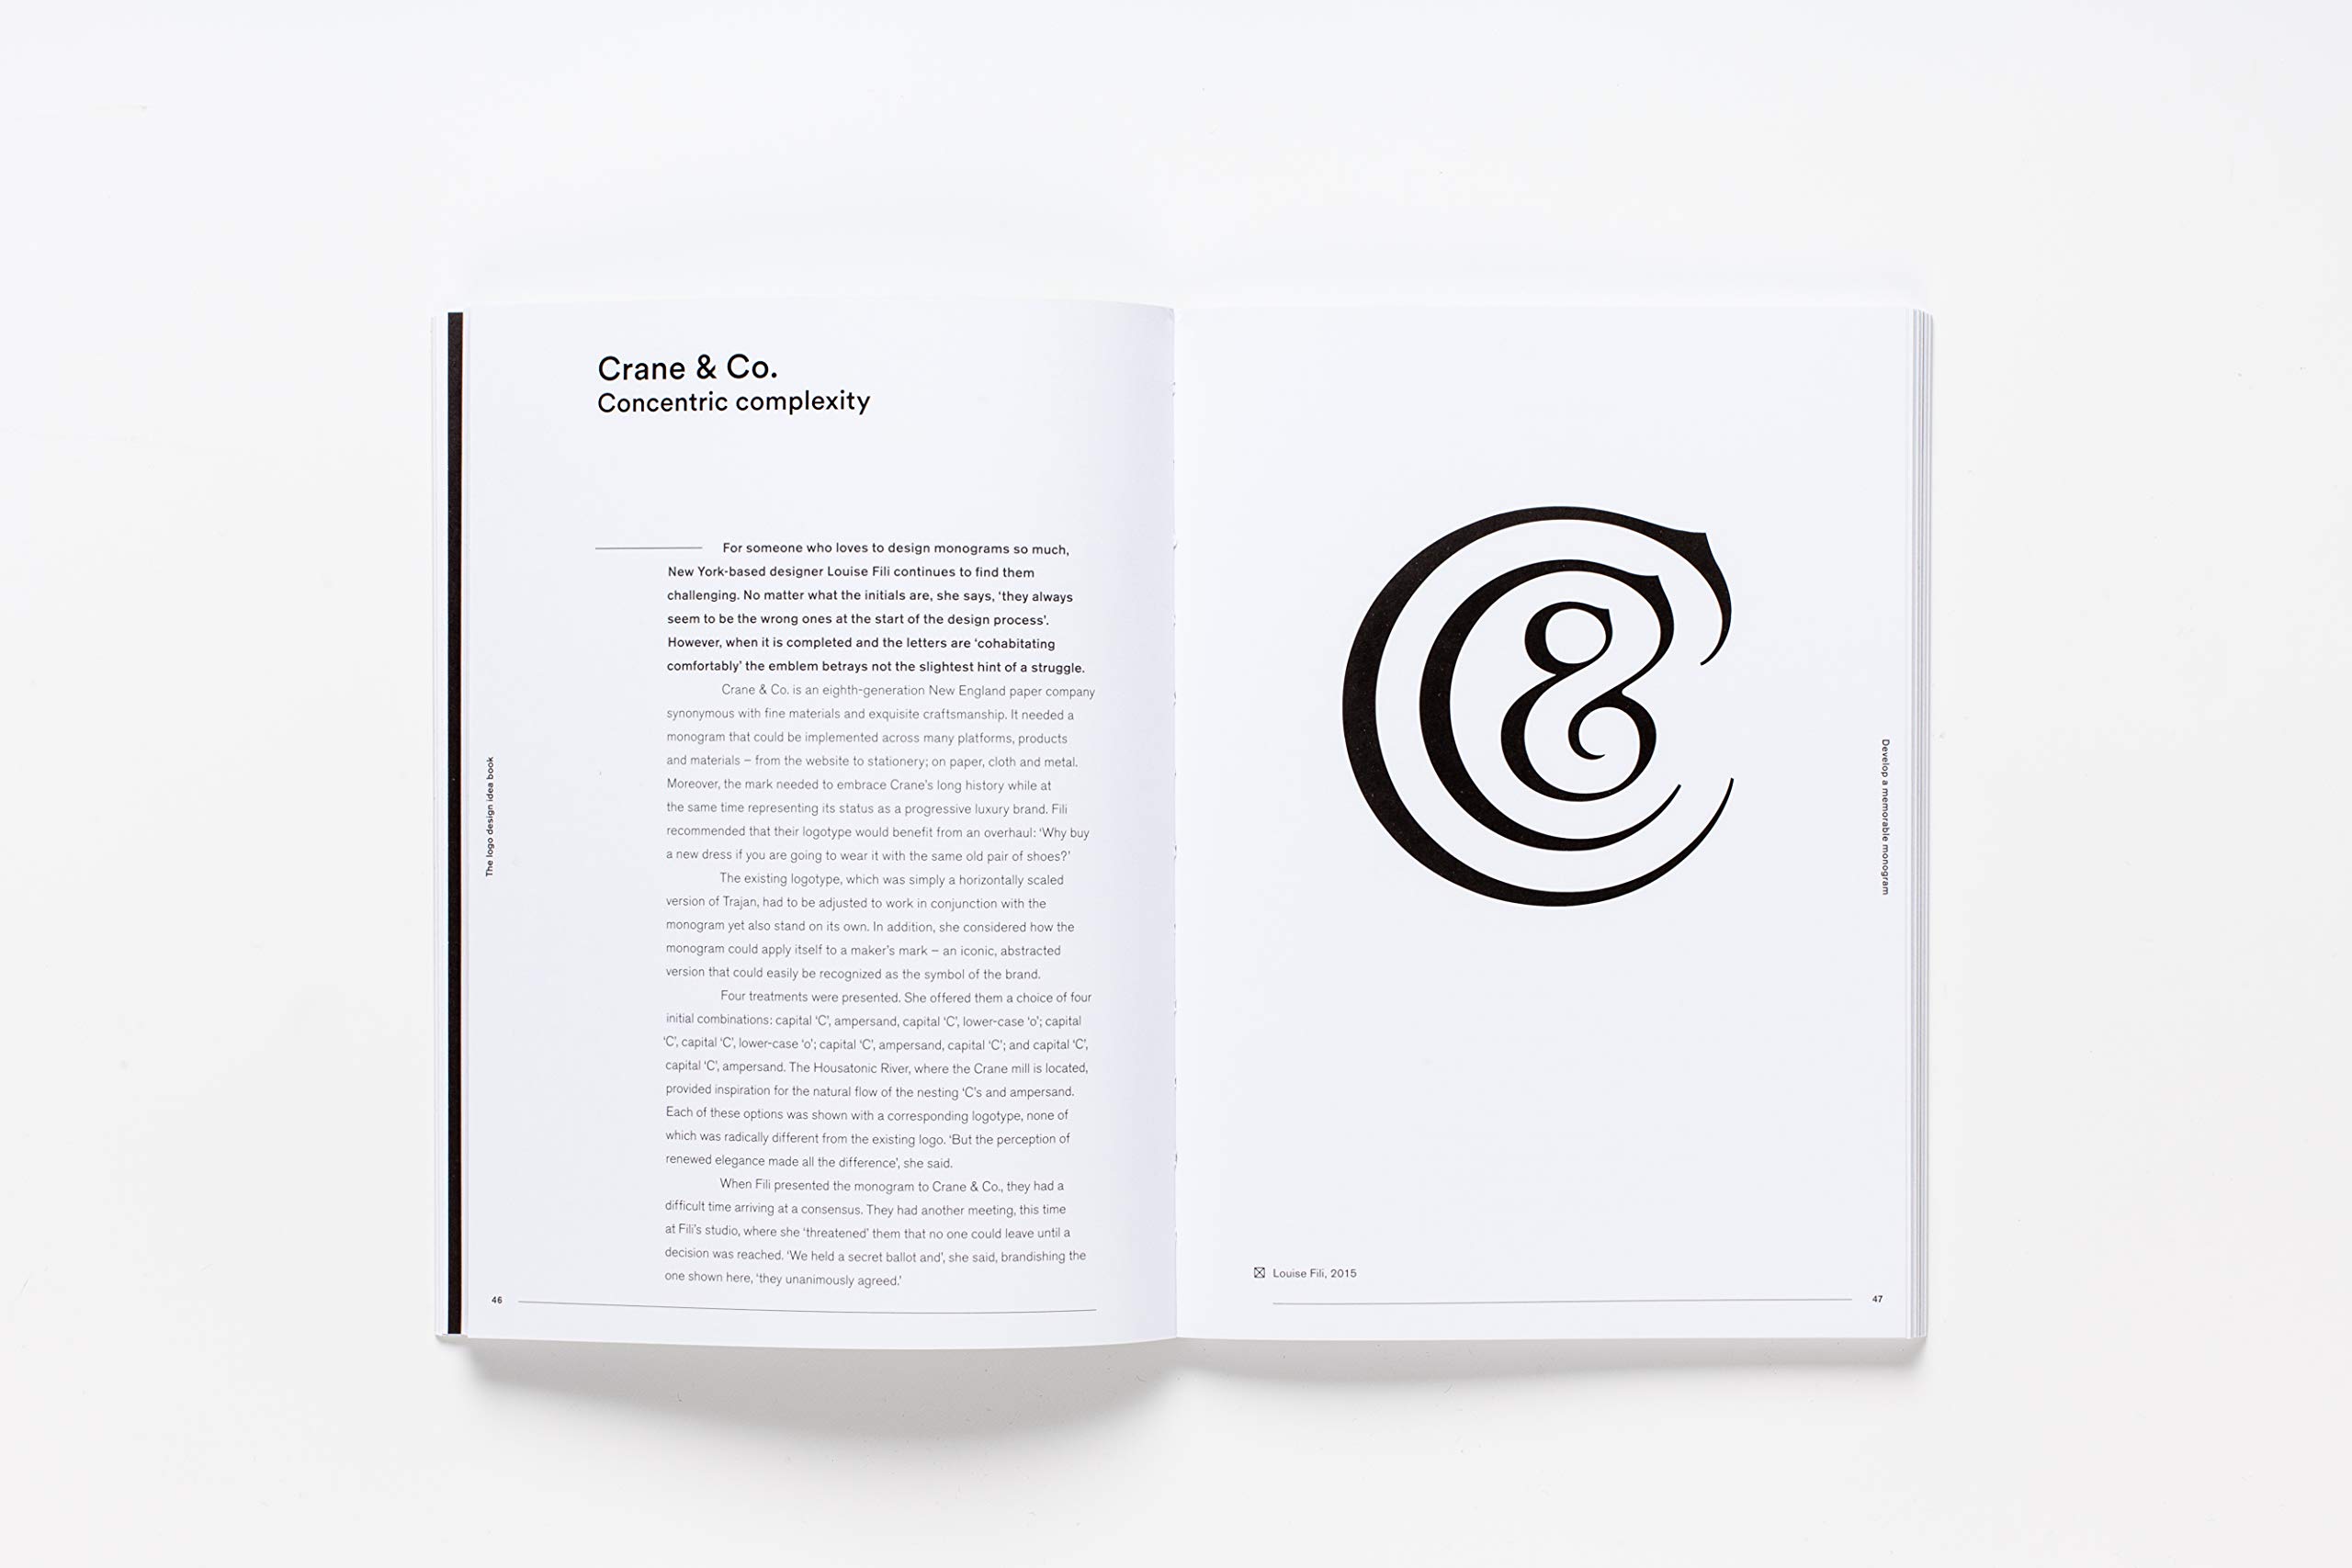 Crane & Co.
Concentric complexity
For someone who loves to design monograms so much,
New York-based designer Louise Fili continues to find them
challenging. No matter what the initials are, she says, ‘they always
seem to be the wrong ones at the start of the design process’.
However, when it is completed and the letters are ‘cohabitating
comfortably’ the emblem betrays not the slightest hint of a struggle.
Crane & Co. is an eighth-generation New England paper company
synonymous with fine materials and exquisite craftsmanship. It needed a
monogram that could be implemented across many platforms, products
and materials – from the website to stationery; on paper, cloth and metal.
Moreover, the mark needed to embrace Crane’s long history while at
the same time representing its status as a progressive luxury brand. Fili
recommended that their logotype would benefit from an overhaul: ‘Why buy
a new dress if you are going to wear it with the same old pair of shoes?’
The existing logotype, which was simply a horizontally scaled
version of Trajan, had to be adjusted to work in conjunction with the
monogram yet also stand on its own. In addition, she considered how the
monogram could apply itself to a maker’s mark – an iconic, abstracted
version that could easily be recognized as the symbol of the brand.
Four treatments were presented. She offered them a choice of four
initial combinations: capital ‘C’, ampersand, capital ‘C’, lower-case ‘o’; capital
‘C’, capital ‘C’, lower-case ‘o’; capital ‘C’, ampersand, capital ‘C’; and capital ‘C’,
capital ‘C’, ampersand. The Housatonic River, where the Crane mill is located,
provided inspiration for the natural flow of the nesting ‘C’s and ampersand.
Each of these options was shown with a corresponding logotype, none of
which was radically different from the existing logo. ‘But the perception of
renewed elegance made all the difference’, she said.
When Fili presented the monogram to Crane & Co., they had a
difficult time arriving at a consensus. They had another meeting, this time
at Fili’s studio, where she ‘threatened’ them that no one could leave until a
decision was reached. ‘We held a secret ballot and’, she said, brandishing the
one shown here, ‘they unanimously agreed.’
The logo design idea book
46
CC&
Louise Fili, 2015
Develop a memorable monogram
47